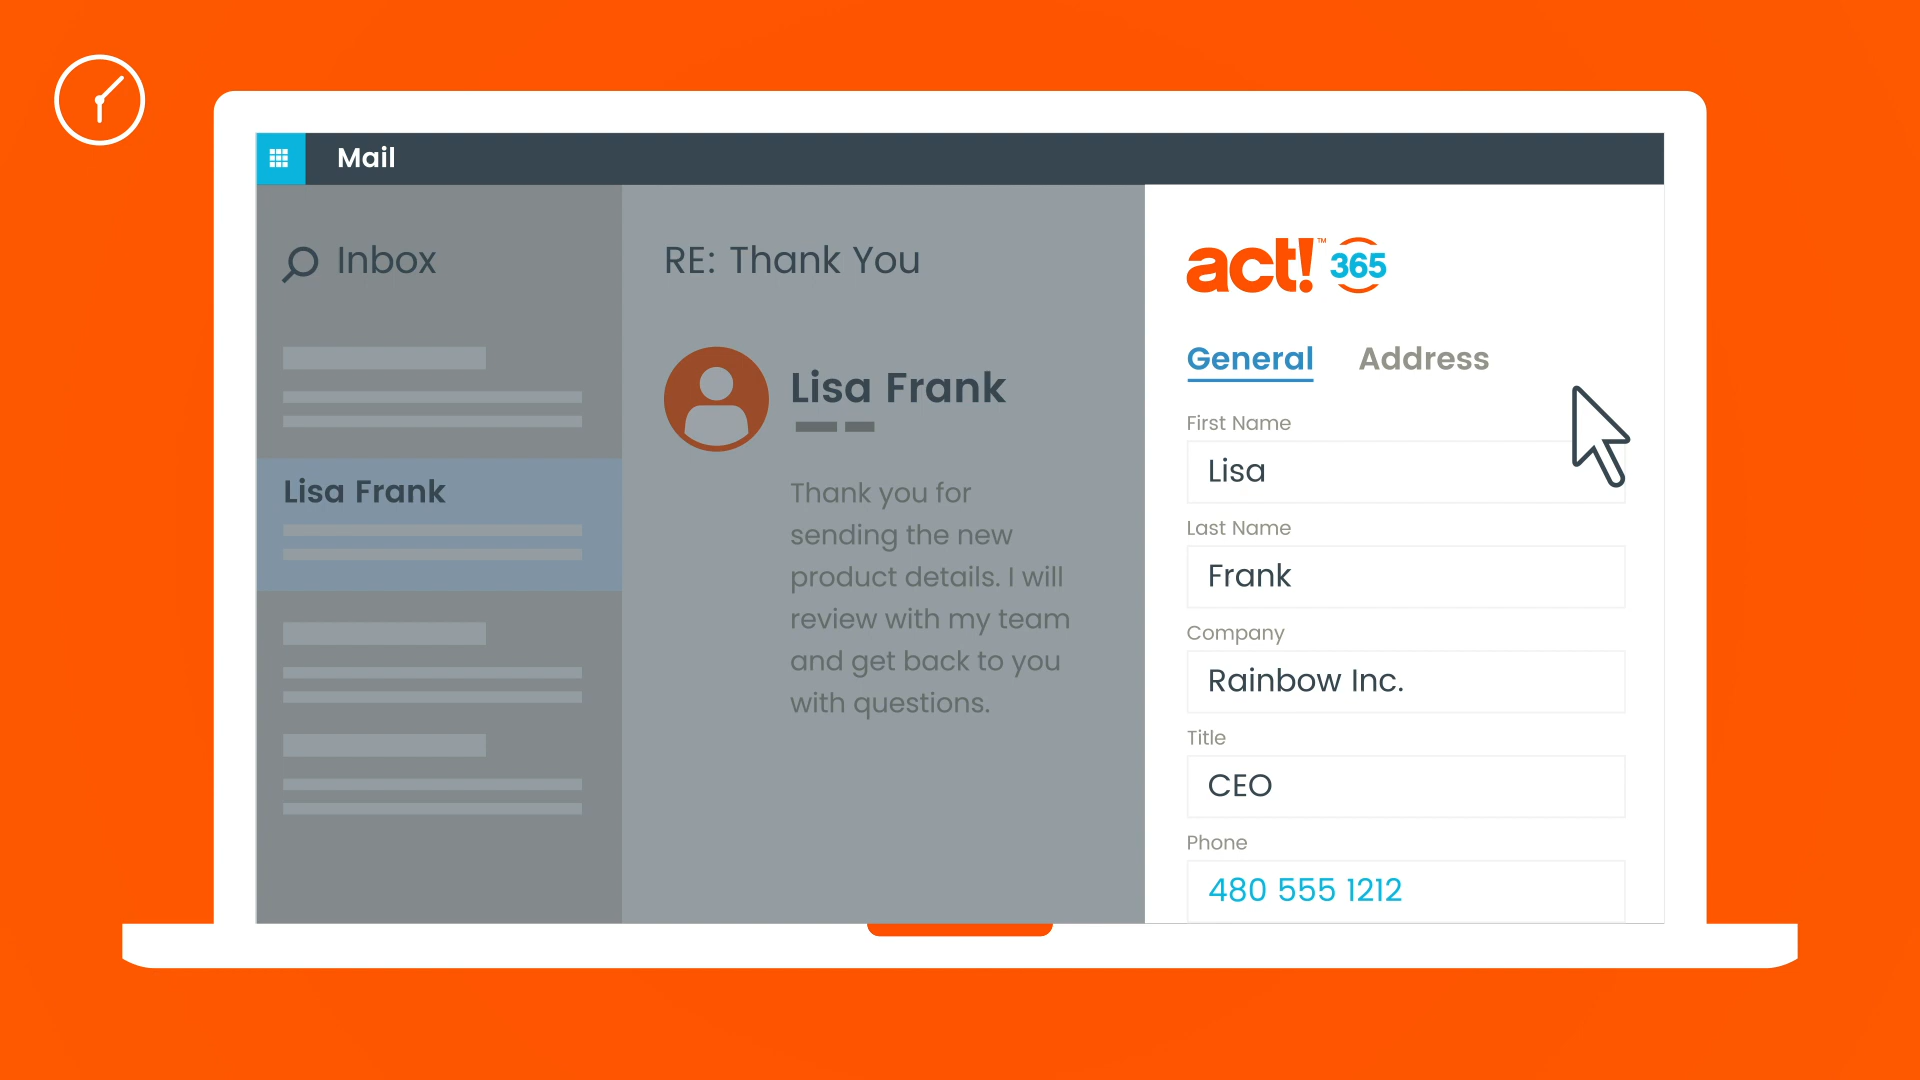 Mail
Inbox
Lisa Frank
RE: Thank You
Lisa Frank
Thank you for
sending the new
product details. I will
review with my team
and get back to you
with questions.
act!™ 365
General Address
First Name
Lisa
Last Name
Frank
Company
Rainbow Inc.
Title
CEO
Phone
480 555 1212